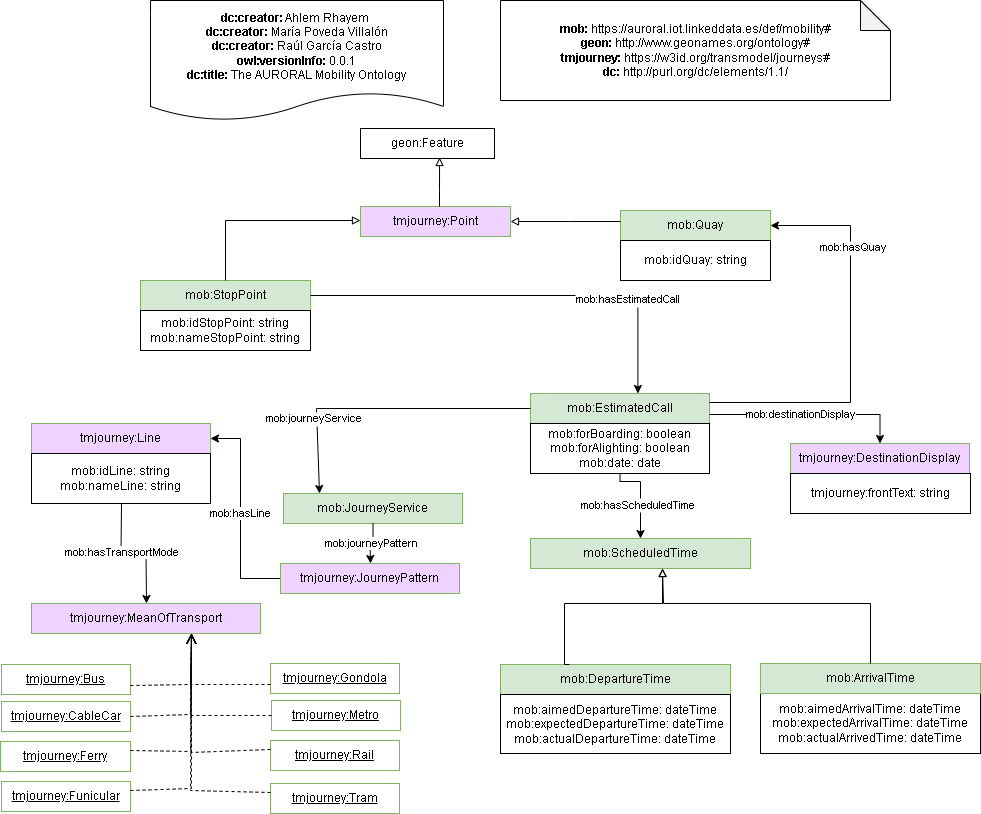 dc:creator: Ahlem Rhayem
dc:creator: María Poveda Villalón
dc:creator: Raúl García Castro
owl:versionInfo: 0.0.1
dc:title: The AURORAL Mobility Ontology
mob: https://auroral.iot.linkeddata.es/def/mobility#
geon: http://www.geonames.org/ontology#
tmjourney: https://w3id.org/transmodel/journeys#
dc: http://purl.org/dc/elements/1.1/
geon:Feature
tmjourney:Point
mob:Quay
mob:idQuay: string
mob:hasQuay
mob:StopPoint
mob:idStopPoint: string
mob:nameStopPoint: string
mob:hasEstimatedCall
mob:EstimatedCall
mob:forBoarding: boolean
mob:forAlighting: boolean
mob:date: date
mob:journeyService
mob:destinationDisplay
tmjourney:Line
mob:idLine: string
mob:nameLine: string
tmjourney:DestinationDisplay
tmjourney:frontText: string
mob:hasLine
mob:JourneyService
mob:hasScheduledTime
mob:journeyPattern
mob:hasTransportMode
mob:ScheduledTime
tmjourney:JourneyPattern
tmjourney:MeanOfTransport
tmjourney:Bus
tmjourney:Gondola
tmjourney:CableCar
tmjourney:Metro
tmjourney:Ferry
tmjourney:Rail
tmjourney:Funicular
tmjourney:Tram
mob:DepartureTime
mob:aimedDepartureTime: dateTime
mob:expectedDepartureTime: dateTime
mob:actualDepartureTime: dateTime
mob:ArrivalTime
mob:aimedArrivalTime: dateTime
mob:expectedArrivalTime: dateTime
mob:actualArrivedTime: dateTime